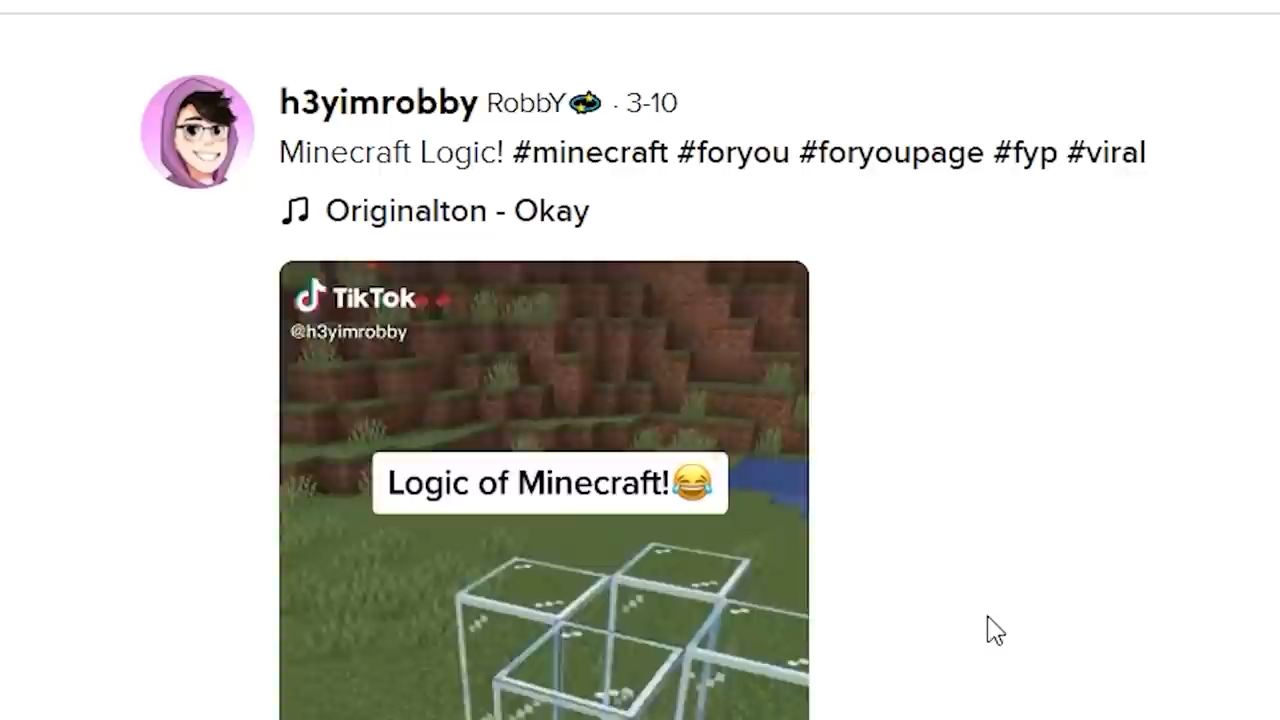 h3yimrobby RobbY💫 · 3-10
Minecraft Logic! #minecraft #foryou #foryoupage #fyp #viral
♫ Originalton - Okay
TikTok
@h3yimrobby
Logic of Minecraft!😂